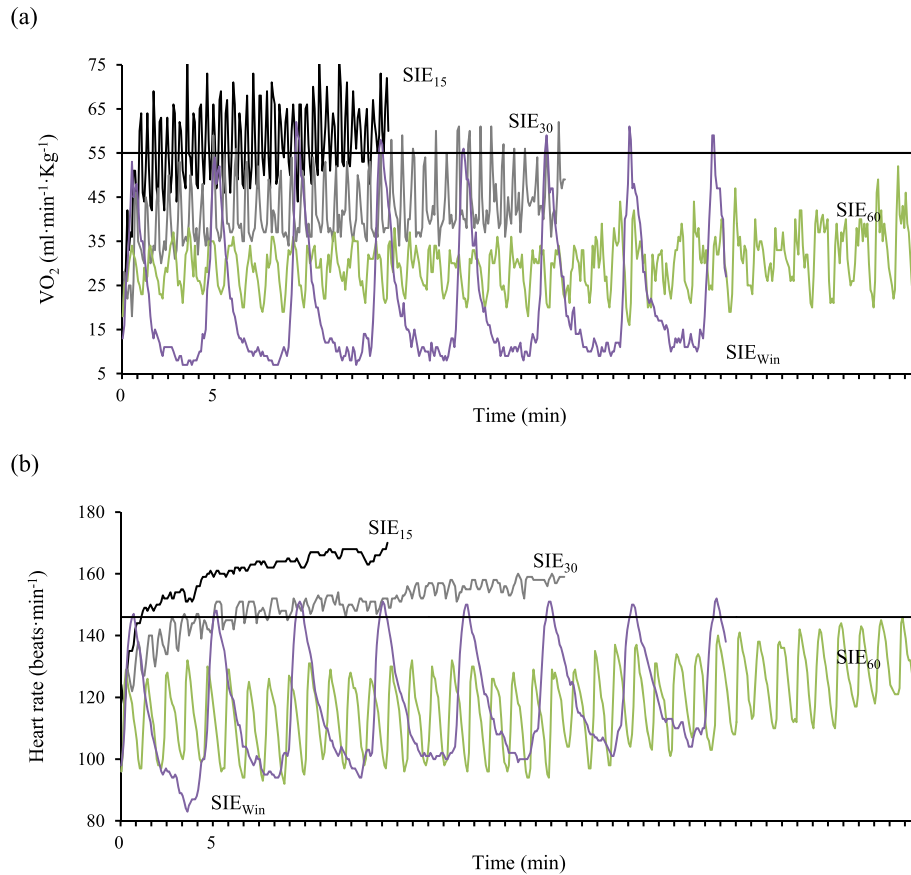 (a)
75
65
55
45
35
25
15
5
VO₂ (ml min⁻¹·Kg⁻¹)
SIE₁₅
SIE₃₀
SIE₆₀
SIE_Win
0 5
Time (min)
(b)
180
160
140
120
100
80
Heart rate (beats·min⁻¹)
SIE₁₅
SIE₃₀
SIE₆₀
SIE_Win
0 5
Time (min)